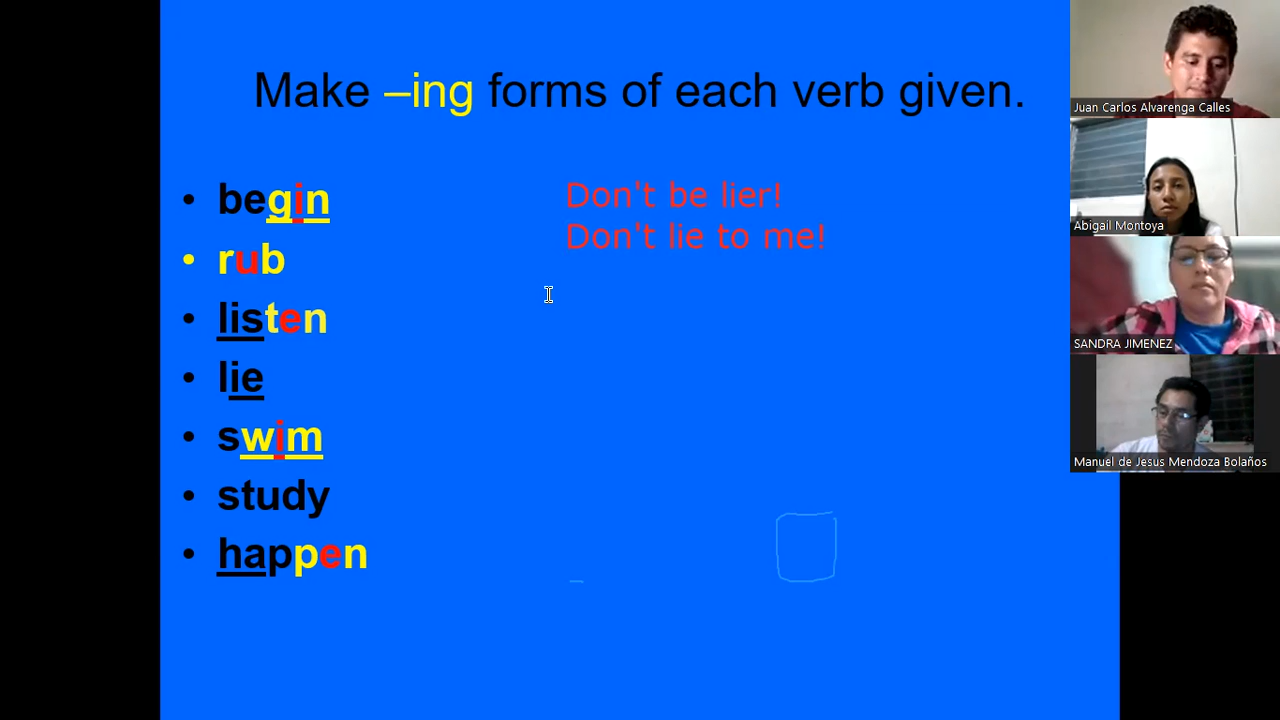 Make –ing forms of each verb given.
• begin
• rub
• listen
• lie
• swim
• study
• happen
Don't be lier!
Don't lie to me!
Juan Carlos Alvarenga Calles
Abigail Montoya
SANDRA JIMENEZ
Manuel de Jesus Mendoza Bolaños